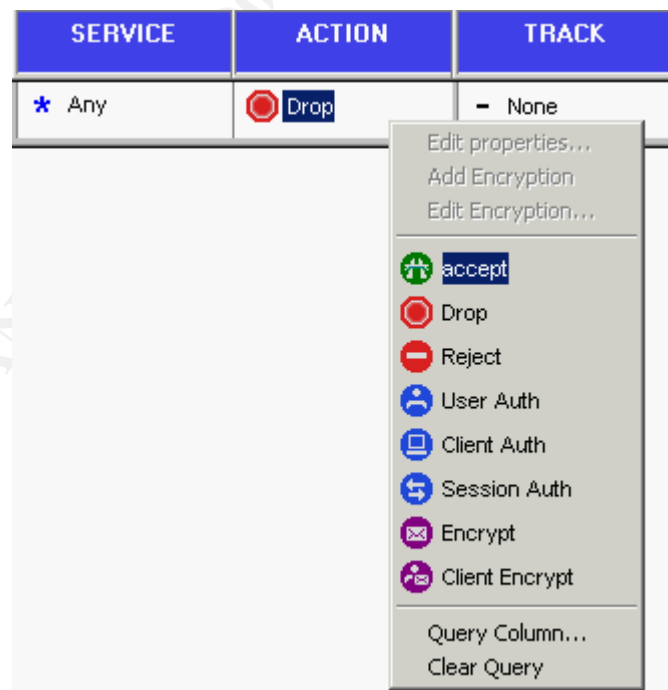 SERVICE ACTION TRACK
* Any Drop – None
Edit properties...
Add Encryption
Edit Encryption...
accept
Drop
Reject
User Auth
Client Auth
Session Auth
Encrypt
Client Encrypt
Query Column...
Clear Query